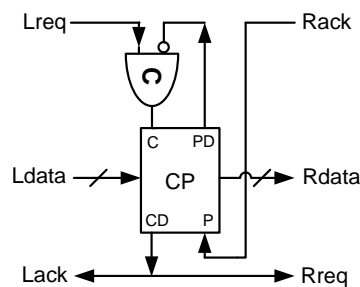 Lreq Rack
C
C PD
Ldata CP Rdata
CD P
Lack Rreq